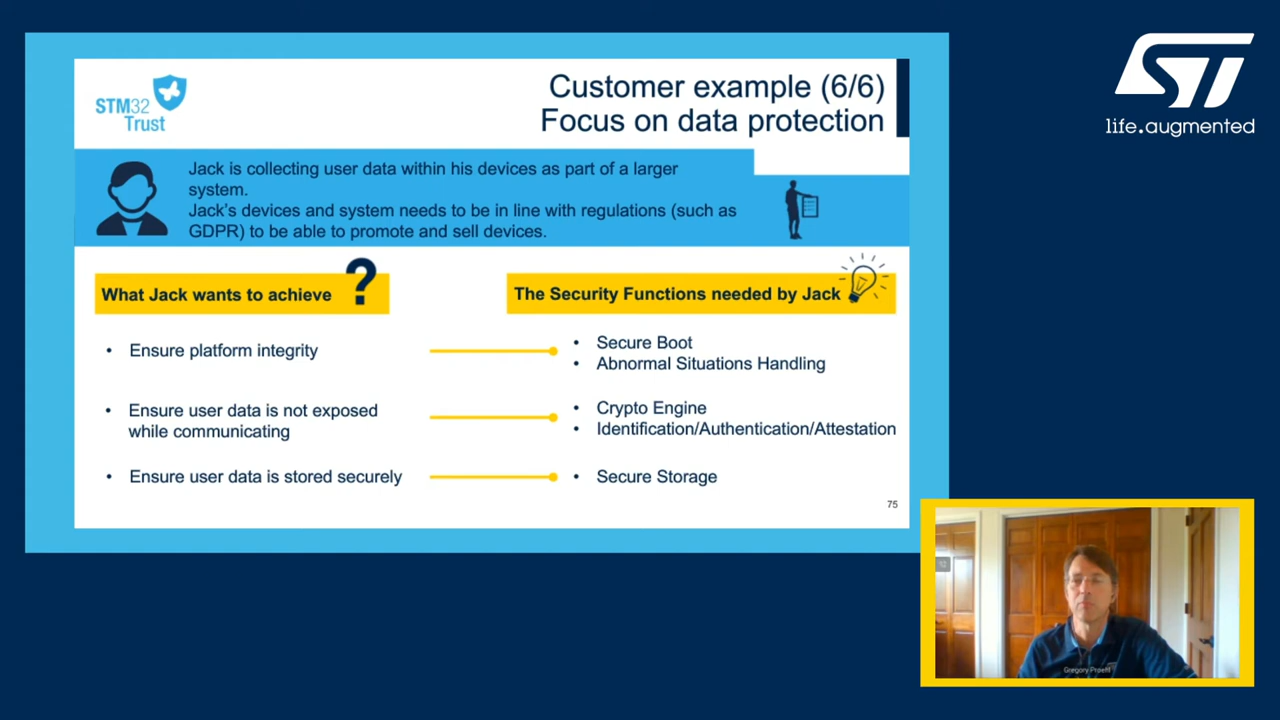 STM32
Trust
Customer example (6/6)
Focus on data protection
ST
life.augmented
Jack is collecting user data within his devices as part of a larger
system.
Jack's devices and system needs to be in line with regulations (such as
GDPR) to be able to promote and sell devices.
What Jack wants to achieve ?
The Security Functions needed by Jack
• Ensure platform integrity
• Secure Boot
• Abnormal Situations Handling
• Ensure user data is not exposed
while communicating
• Crypto Engine
• Identification/Authentication/Attestation
• Ensure user data is stored securely
• Secure Storage
75
Gregory